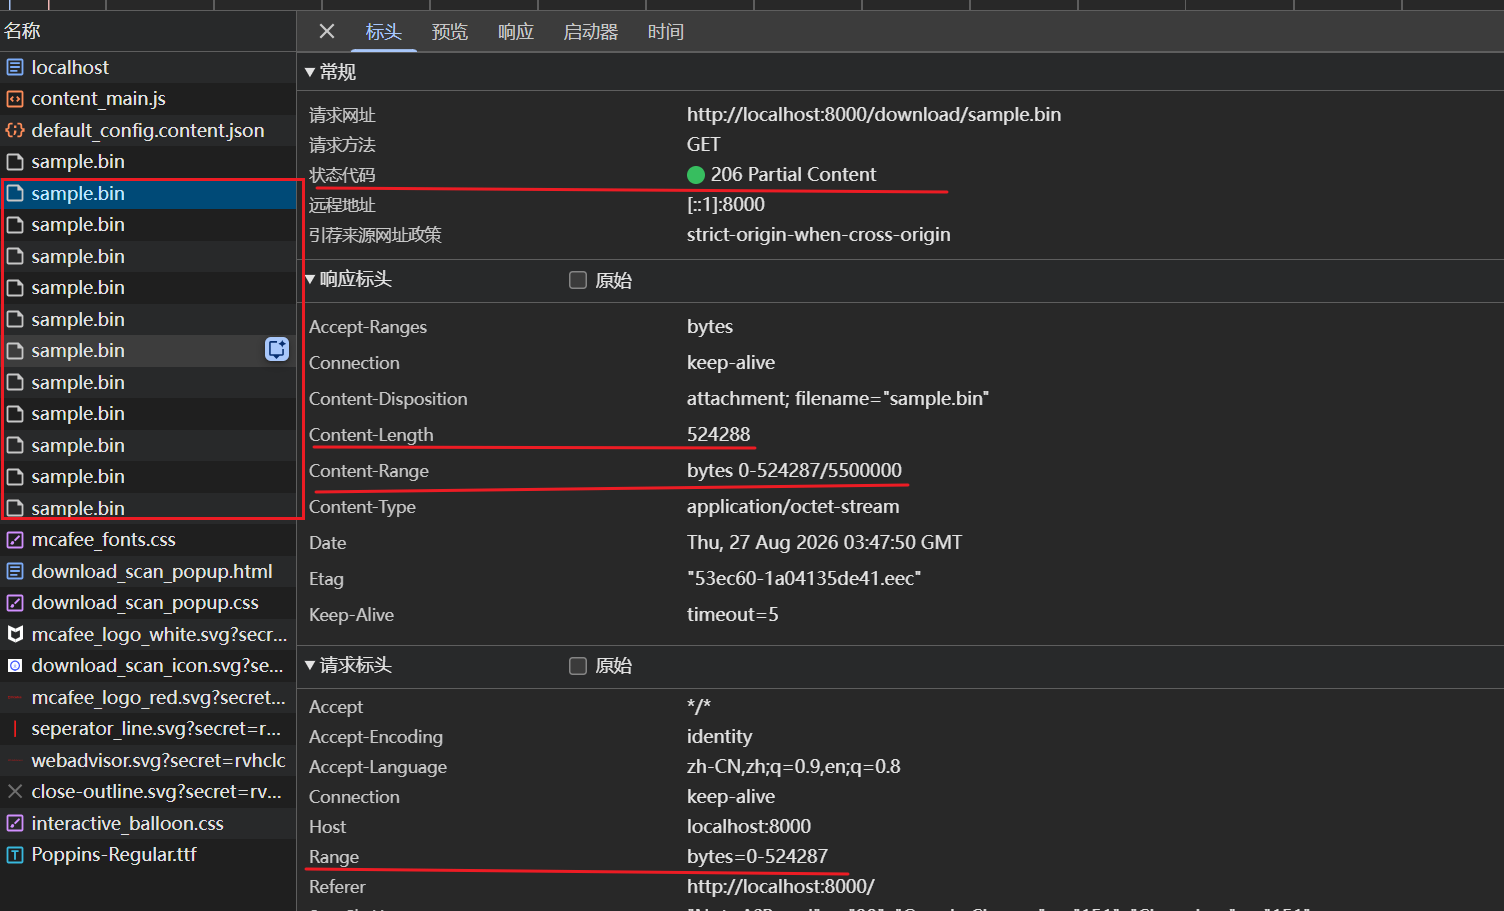 名称
localhost
content_main.js
default_config.content.json
sample.bin
sample.bin
sample.bin
sample.bin
sample.bin
sample.bin
sample.bin
sample.bin
sample.bin
sample.bin
sample.bin
sample.bin
mcafee_fonts.css
download_scan_popup.html
download_scan_popup.css
mcafee_logo_white.svg?secr...
download_scan_icon.svg?se...
mcafee_logo_red.svg?secret...
seperator_line.svg?secret=r...
webadvisor.svg?secret=rvhclc
close-outline.svg?secret=rv...
interactive_balloon.css
Poppins-Regular.ttf
标头 预览 响应 启动器 时间
常规
请求网址 http://localhost:8000/download/sample.bin
请求方法 GET
状态代码 206 Partial Content
远程地址 [::1]:8000
引荐来源网址政策 strict-origin-when-cross-origin
响应标头 原始
Accept-Ranges bytes
Connection keep-alive
Content-Disposition attachment; filename="sample.bin"
Content-Length 524288
Content-Range bytes 0-524287/5500000
Content-Type application/octet-stream
Date Thu, 27 Aug 2026 03:47:50 GMT
Etag "53ec60-1a04135de41.eec"
Keep-Alive timeout=5
请求标头 原始
Accept */*
Accept-Encoding identity
Accept-Language zh-CN,zh;q=0.9,en;q=0.8
Connection keep-alive
Host localhost:8000
Range bytes=0-524287
Referer http://localhost:8000/